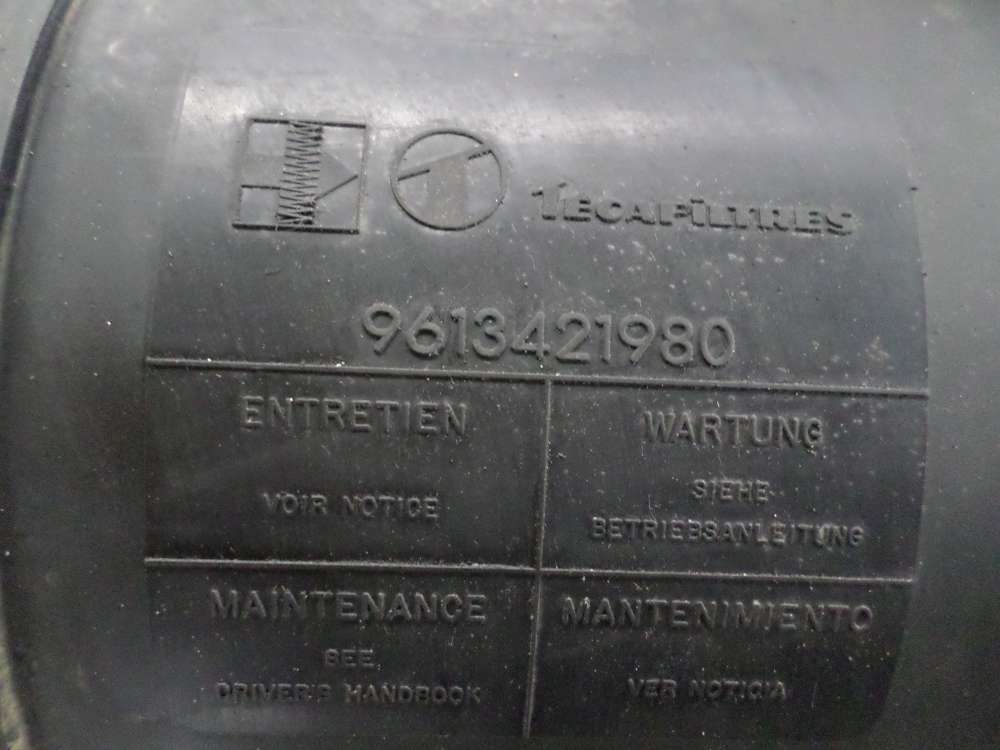 TECAFILTRES
9613421980
ENTRETIEN
VOIR NOTICE
WARTUNG
SIEHE
BETRIEBSANLEITUNG
MAINTENANCE
SEE
DRIVER'S HANDBOOK
MANTENIMIENTO
VER NOTICIA